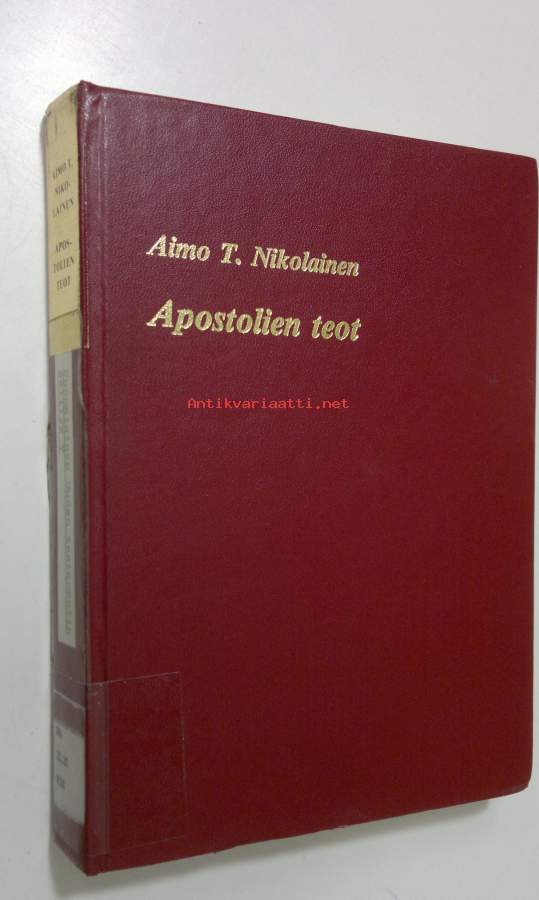 AIMO T.
NIKO-
LAINEN
APOS-
TOLIEN
TEOT
Aimo T. Nikolainen
Apostolien teot
Antikvariaatti.net